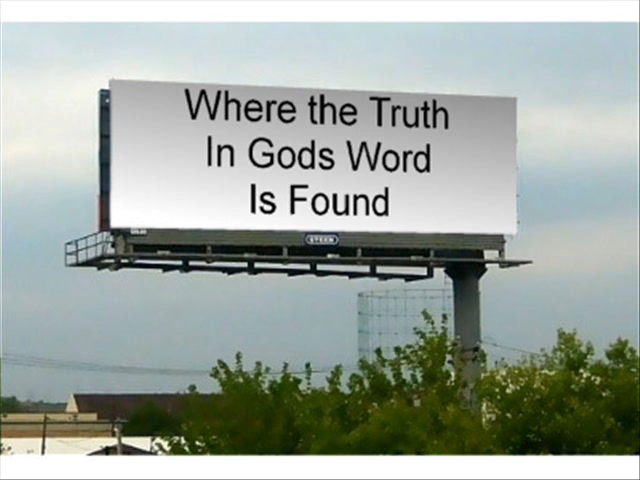 Where the Truth
In Gods Word
Is Found
STEEN